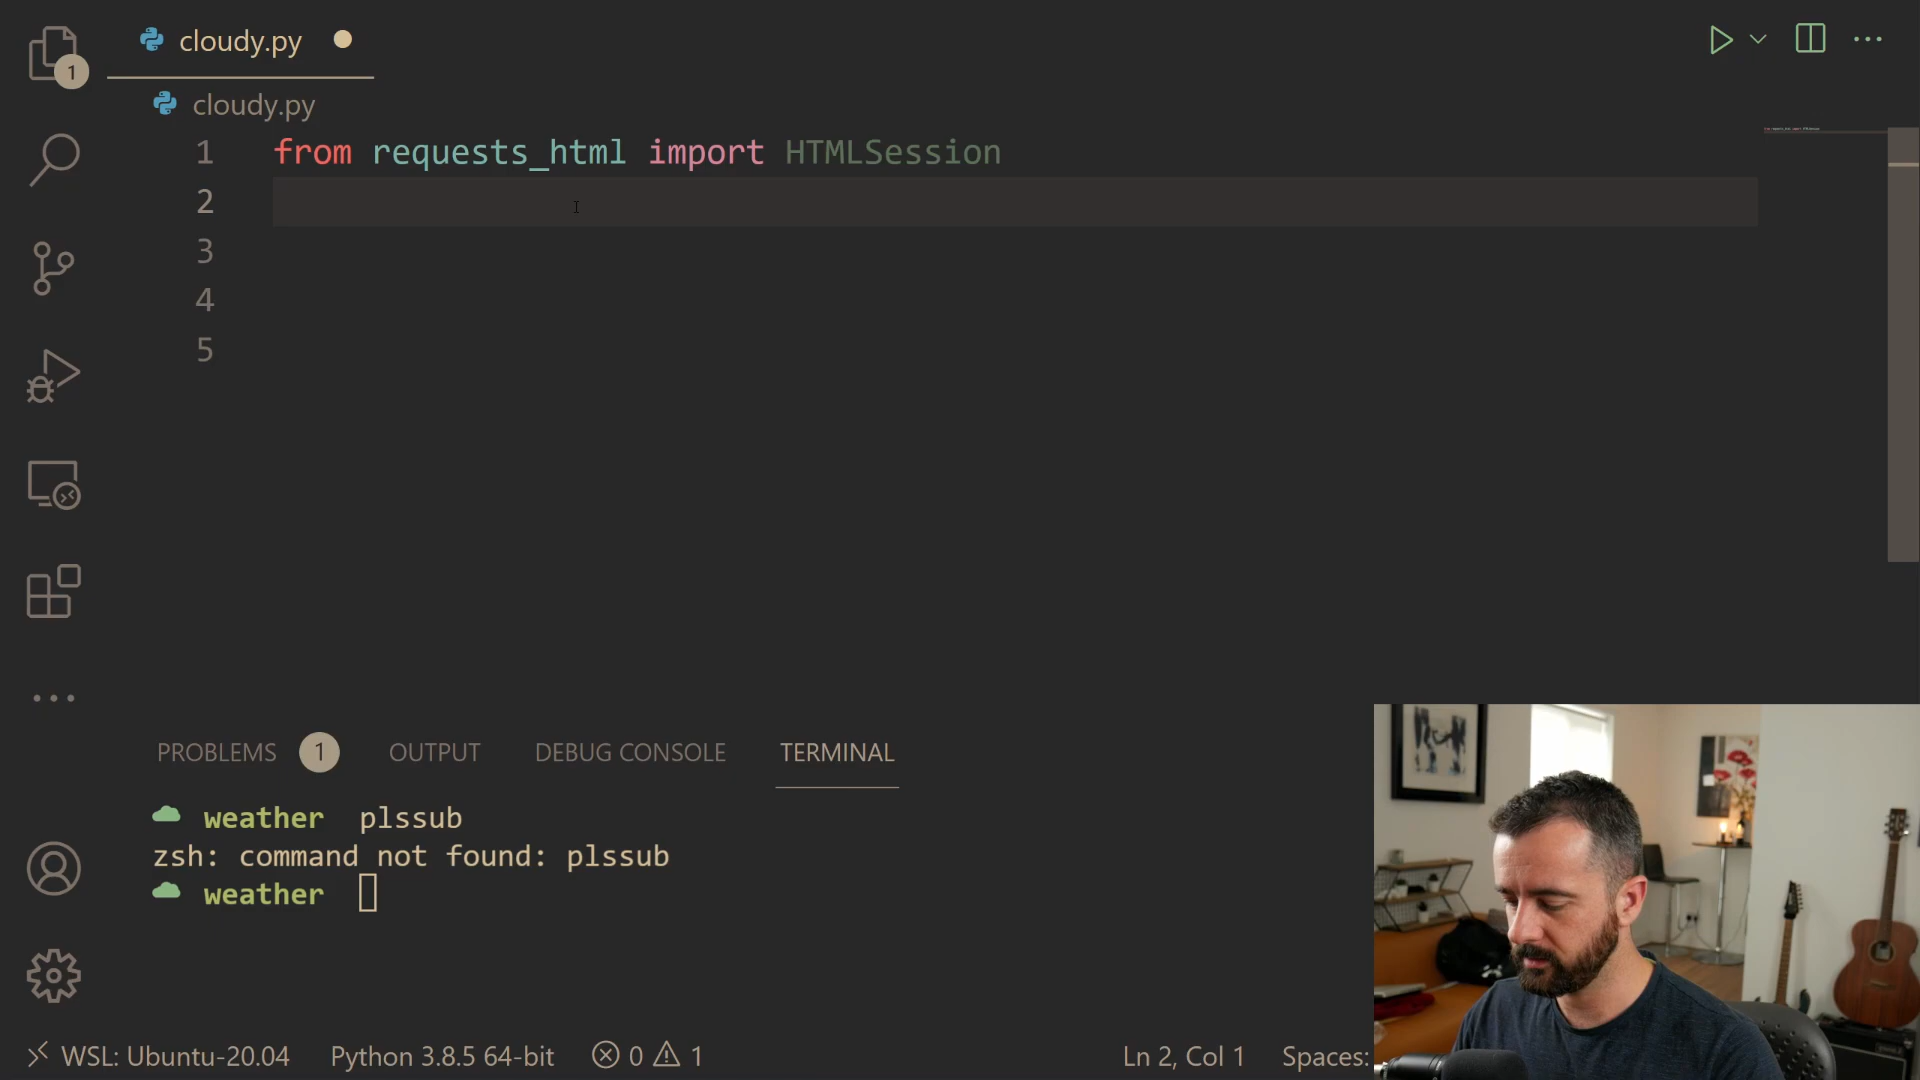 1
cloudy.py
cloudy.py
1 from requests_html import HTMLSession
2
3
4
5
PROBLEMS 1 OUTPUT DEBUG CONSOLE TERMINAL
weather plssub
zsh: command not found: plssub
weather
WSL: Ubuntu-20.04 Python 3.8.5 64-bit 0 1 Ln 2, Col 1 Spaces: